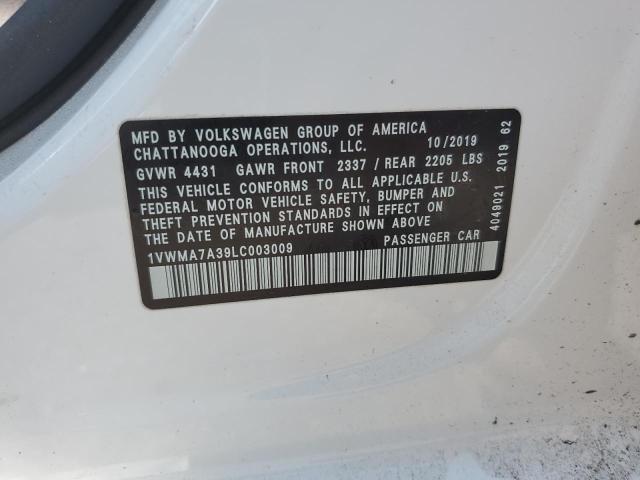 MFD BY VOLKSWAGEN GROUP OF AMERICA
CHATTANOOGA OPERATIONS, LLC. 10/2019
GVWR 4431 GAWR FRONT 2337 / REAR 2205 LBS
THIS VEHICLE CONFORMS TO ALL APPLICABLE U.S.
FEDERAL MOTOR VEHICLE SAFETY, BUMPER AND
THEFT PREVENTION STANDARDS IN EFFECT ON
THE DATE OF MANUFACTURE SHOWN ABOVE
1VWMA7A39LC003009 PASSENGER CAR
4049021 2019 62